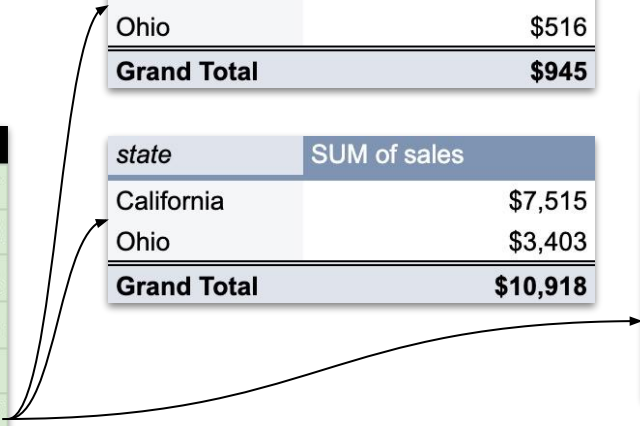 Ohio $516
Grand Total $945
state SUM of sales
California $7,515
Ohio $3,403
Grand Total $10,918